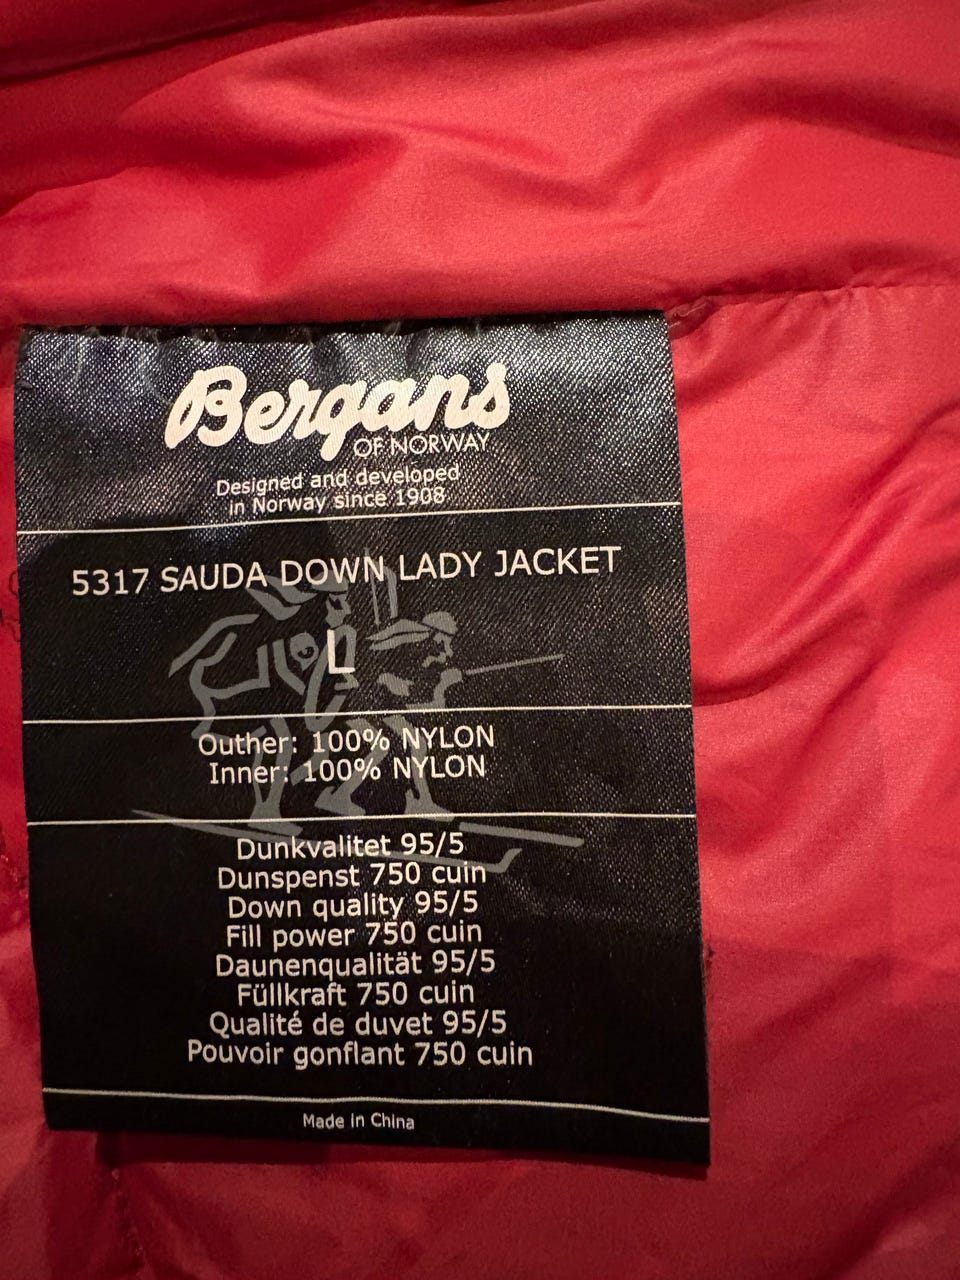 Bergans
OF NORWAY
Designed and developed
in Norway since 1908
5317 SAUDA DOWN LADY JACKET
L
Outher: 100% NYLON
Inner: 100% NYLON
Dunkvalitet 95/5
Dunspenst 750 cuin
Down quality 95/5
Fill power 750 cuin
Daunenqualität 95/5
Füllkraft 750 cuin
Qualité de duvet 95/5
Pouvoir gonflant 750 cuin
Made in China